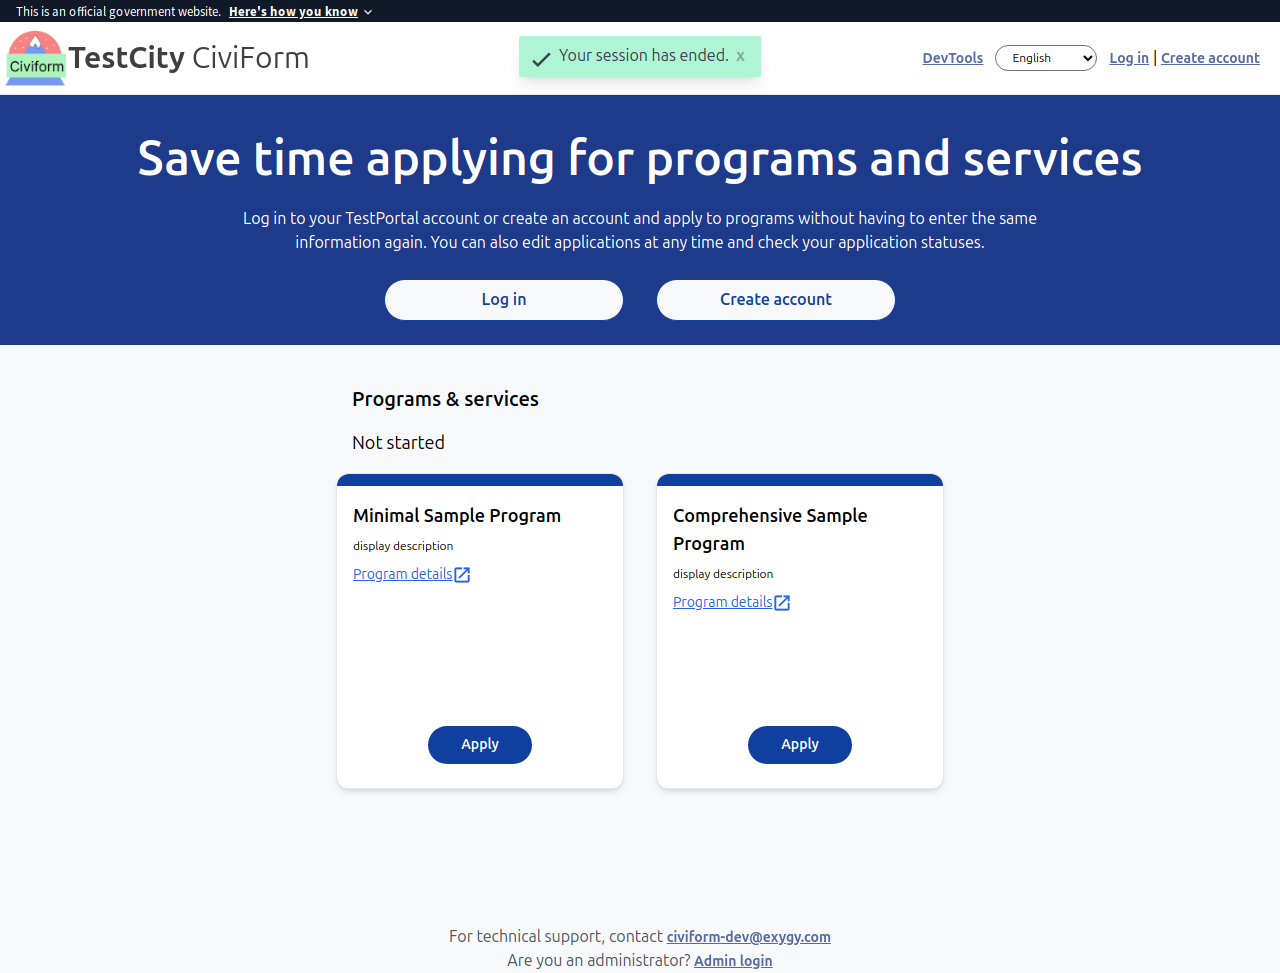 This is an official government website. Here's how you know
Civiform
TestCity CiviForm
Your session has ended. x
DevTools English Log in | Create account
Save time applying for programs and services
Log in to your TestPortal account or create an account and apply to programs without having to enter the same
information again. You can also edit applications at any time and check your application statuses.
Log in
Create account
Programs & services
Not started
Minimal Sample Program
display description
Program details
Apply
Comprehensive Sample
Program
display description
Program details
Apply
For technical support, contact civiform-dev@exygy.com
Are you an administrator? Admin login